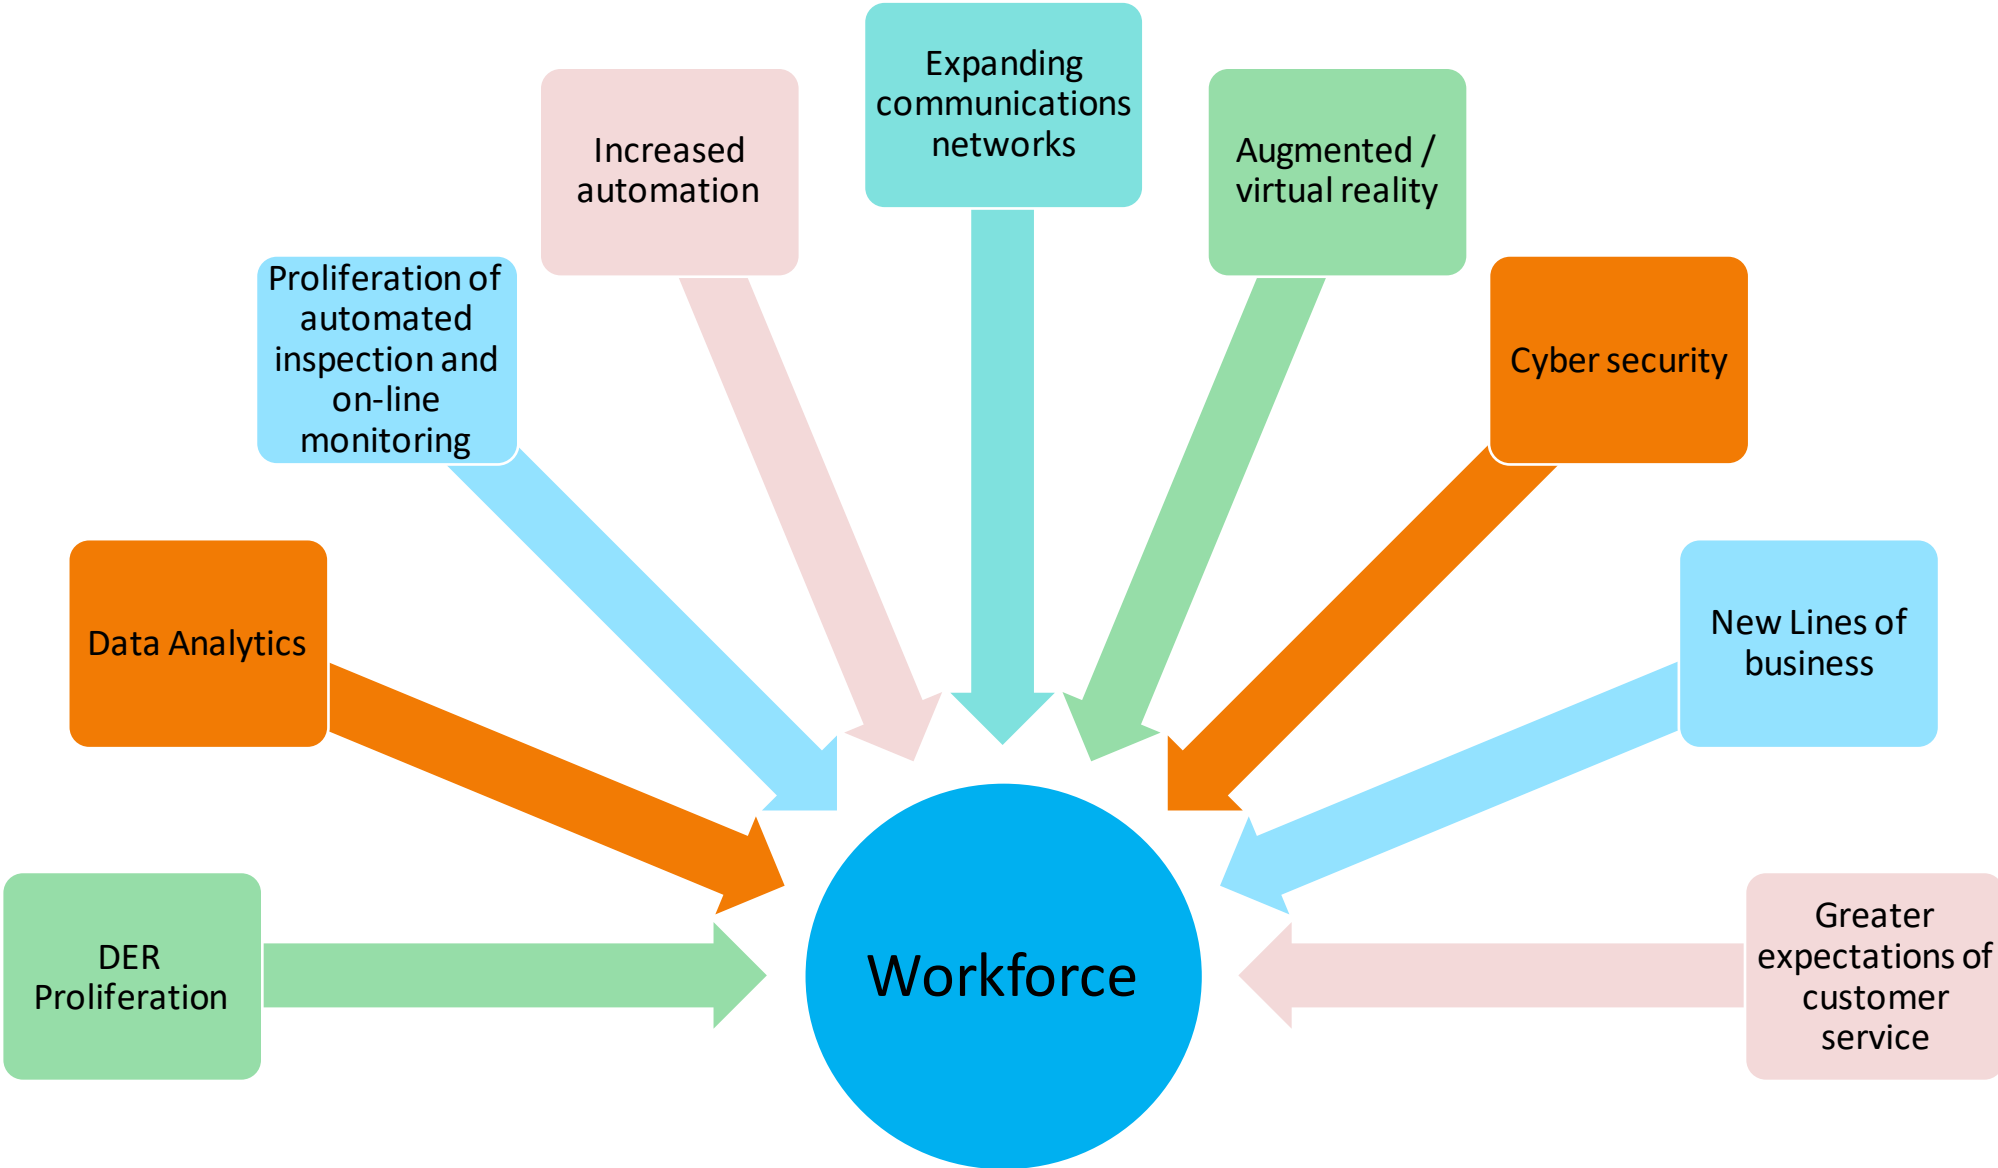 Expanding
communications
networks
Increased
automation
Augmented /
virtual reality
Proliferation of
automated
inspection and
on-line
monitoring
Cyber security
Data Analytics
New Lines of
business
DER
Proliferation
Workforce
Greater
expectations of
customer
service